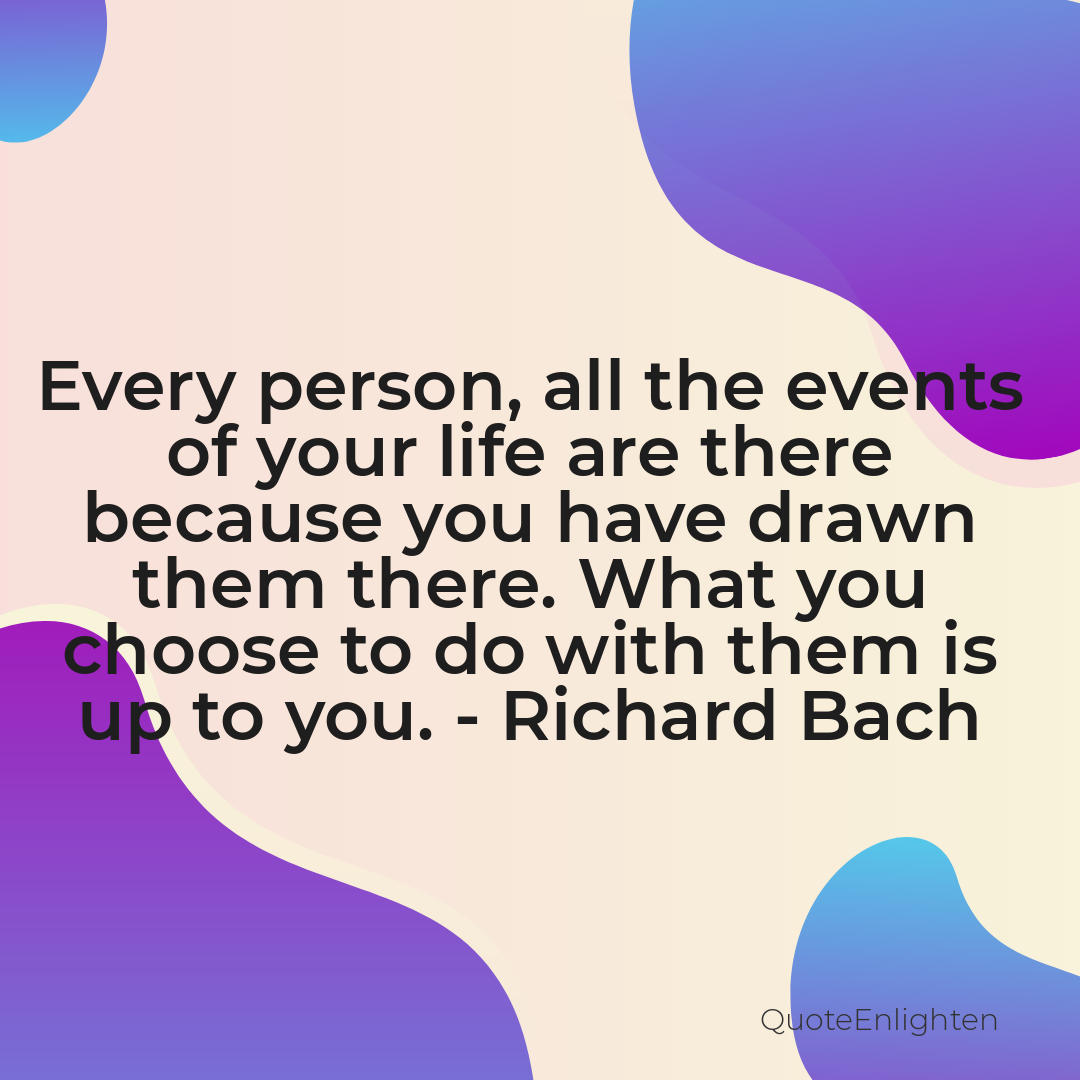 Every person, all the events
of your life are there
because you have drawn
them there. What you
choose to do with them is
up to you. - Richard Bach
QuoteEnlighten